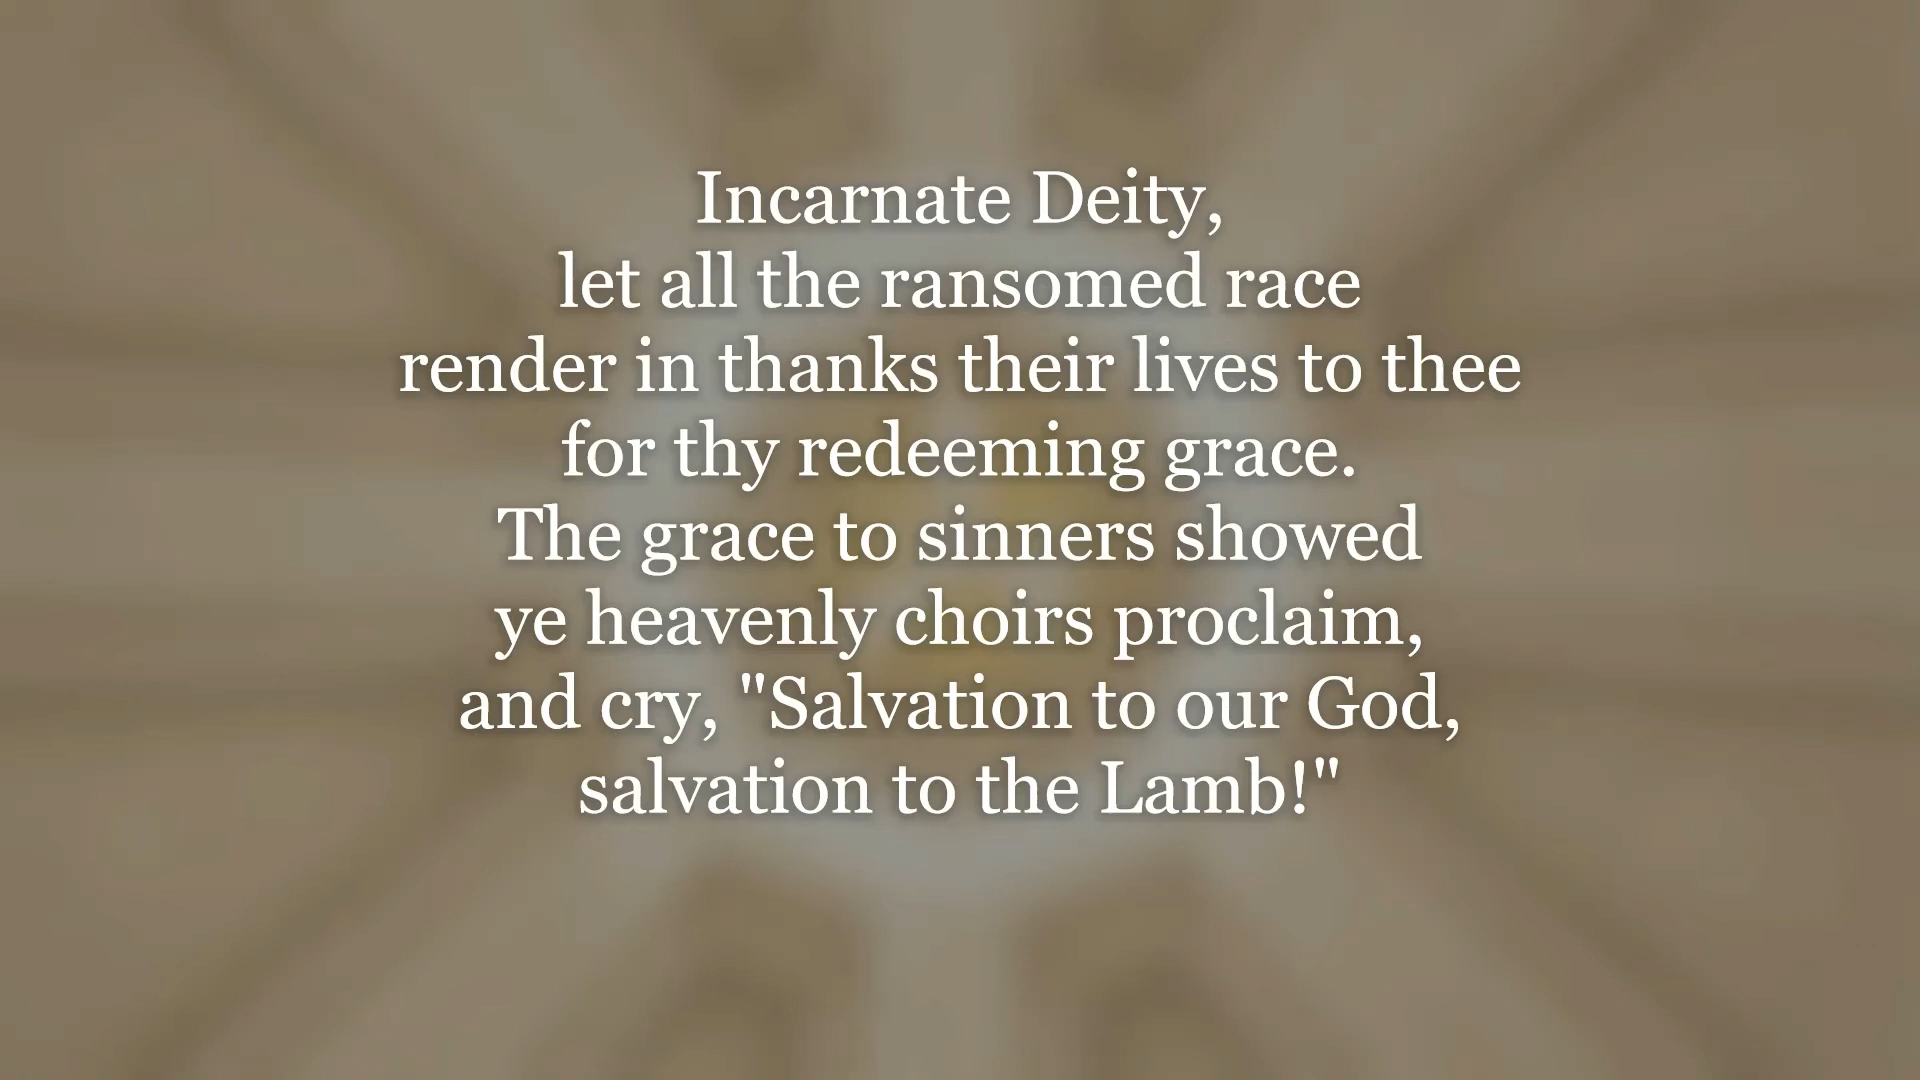 Incarnate Deity,
let all the ransomed race
render in thanks their lives to thee
for thy redeeming grace.
The grace to sinners showed
ye heavenly choirs proclaim,
and cry, "Salvation to our God,
salvation to the Lamb!"